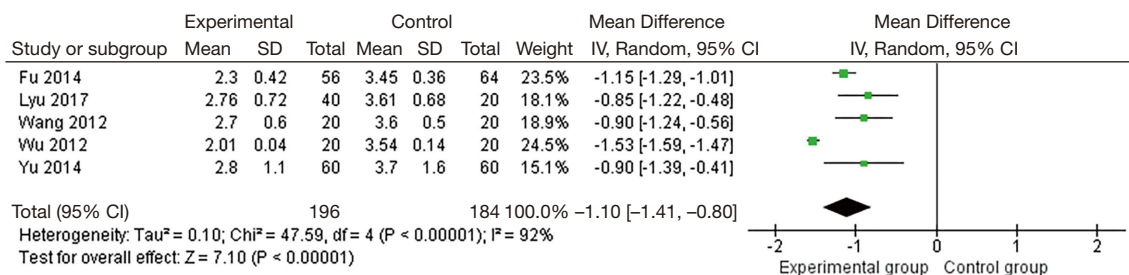 Experimental Control Mean Difference Mean Difference
Study or subgroup Mean SD Total Mean SD Total Weight IV, Random, 95% CI IV, Random, 95% CI
Fu 2014 2.3 0.42 56 3.45 0.36 64 23.5% -1.15 [-1.29, -1.01]
Lyu 2017 2.76 0.72 40 3.61 0.68 20 18.1% -0.85 [-1.22, -0.48]
Wang 2012 2.7 0.6 20 3.6 0.5 20 18.9% -0.90 [-1.24, -0.56]
Wu 2012 2.01 0.04 20 3.54 0.14 20 24.5% -1.53 [-1.59, -1.47]
Yu 2014 2.8 1.1 60 3.7 1.6 60 15.1% -0.90 [-1.39, -0.41]
Total (95% CI) 196 184 100.0% −1.10 [−1.41, −0.80]
Heterogeneity: Tau² = 0.10; Chi² = 47.59, df = 4 (P < 0.00001); I² = 92%
Test for overall effect: Z = 7.10 (P < 0.00001)
-2 -1 0 1 2
Experimental group Control group